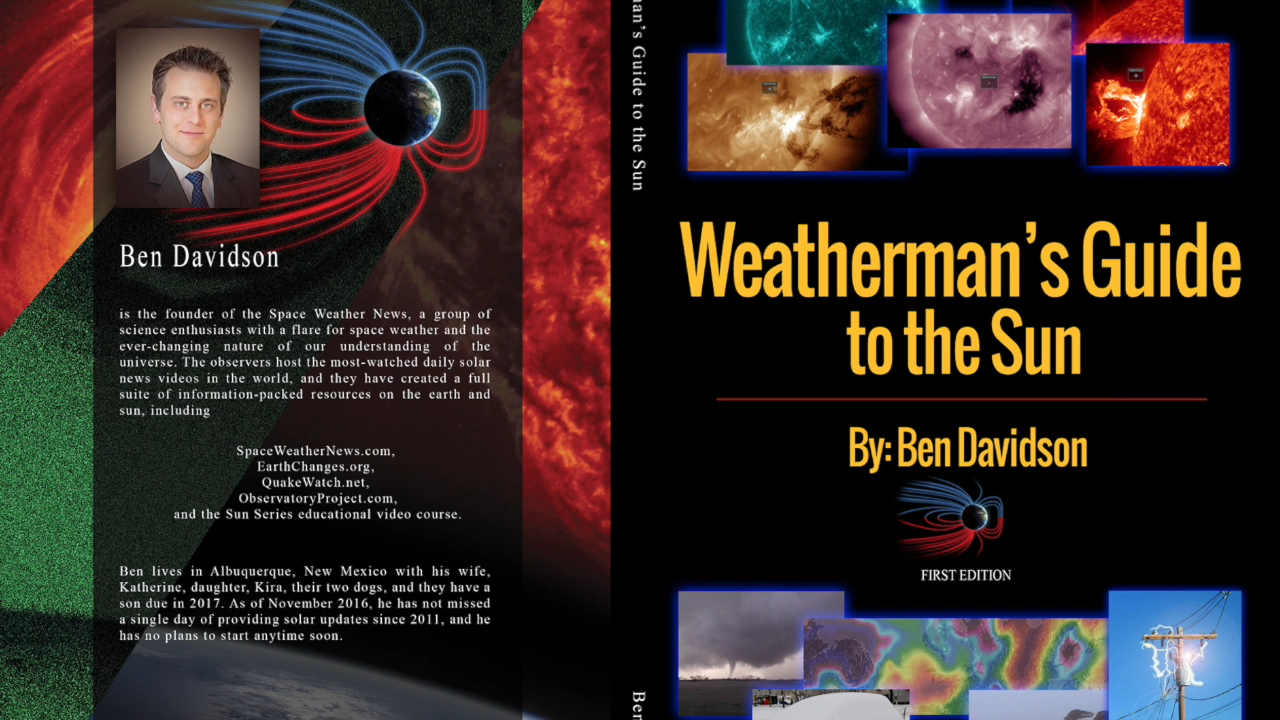 Ben Davidson
is the founder of the Space Weather News, a group of
science enthusiasts with a flare for space weather and the
ever-changing nature of our understanding of the
universe. The observers host the most-watched daily solar
news videos in the world, and they have created a full
suite of information-packed resources on the earth and
sun, including
SpaceWeatherNews.com,
EarthChanges.org,
QuakeWatch.net,
ObservatoryProject.com,
and the Sun Series educational video course.
Ben lives in Albuquerque, New Mexico with his wife,
Katherine, daughter, Kira, their two dogs, and they have a
son due in 2017. As of November 2016, he has not missed
a single day of providing solar updates since 2011, and he
has no plans to start anytime soon.
man's Guide to the Sun
Ben
Weatherman's Guide
to the Sun
By: Ben Davidson
FIRST EDITION